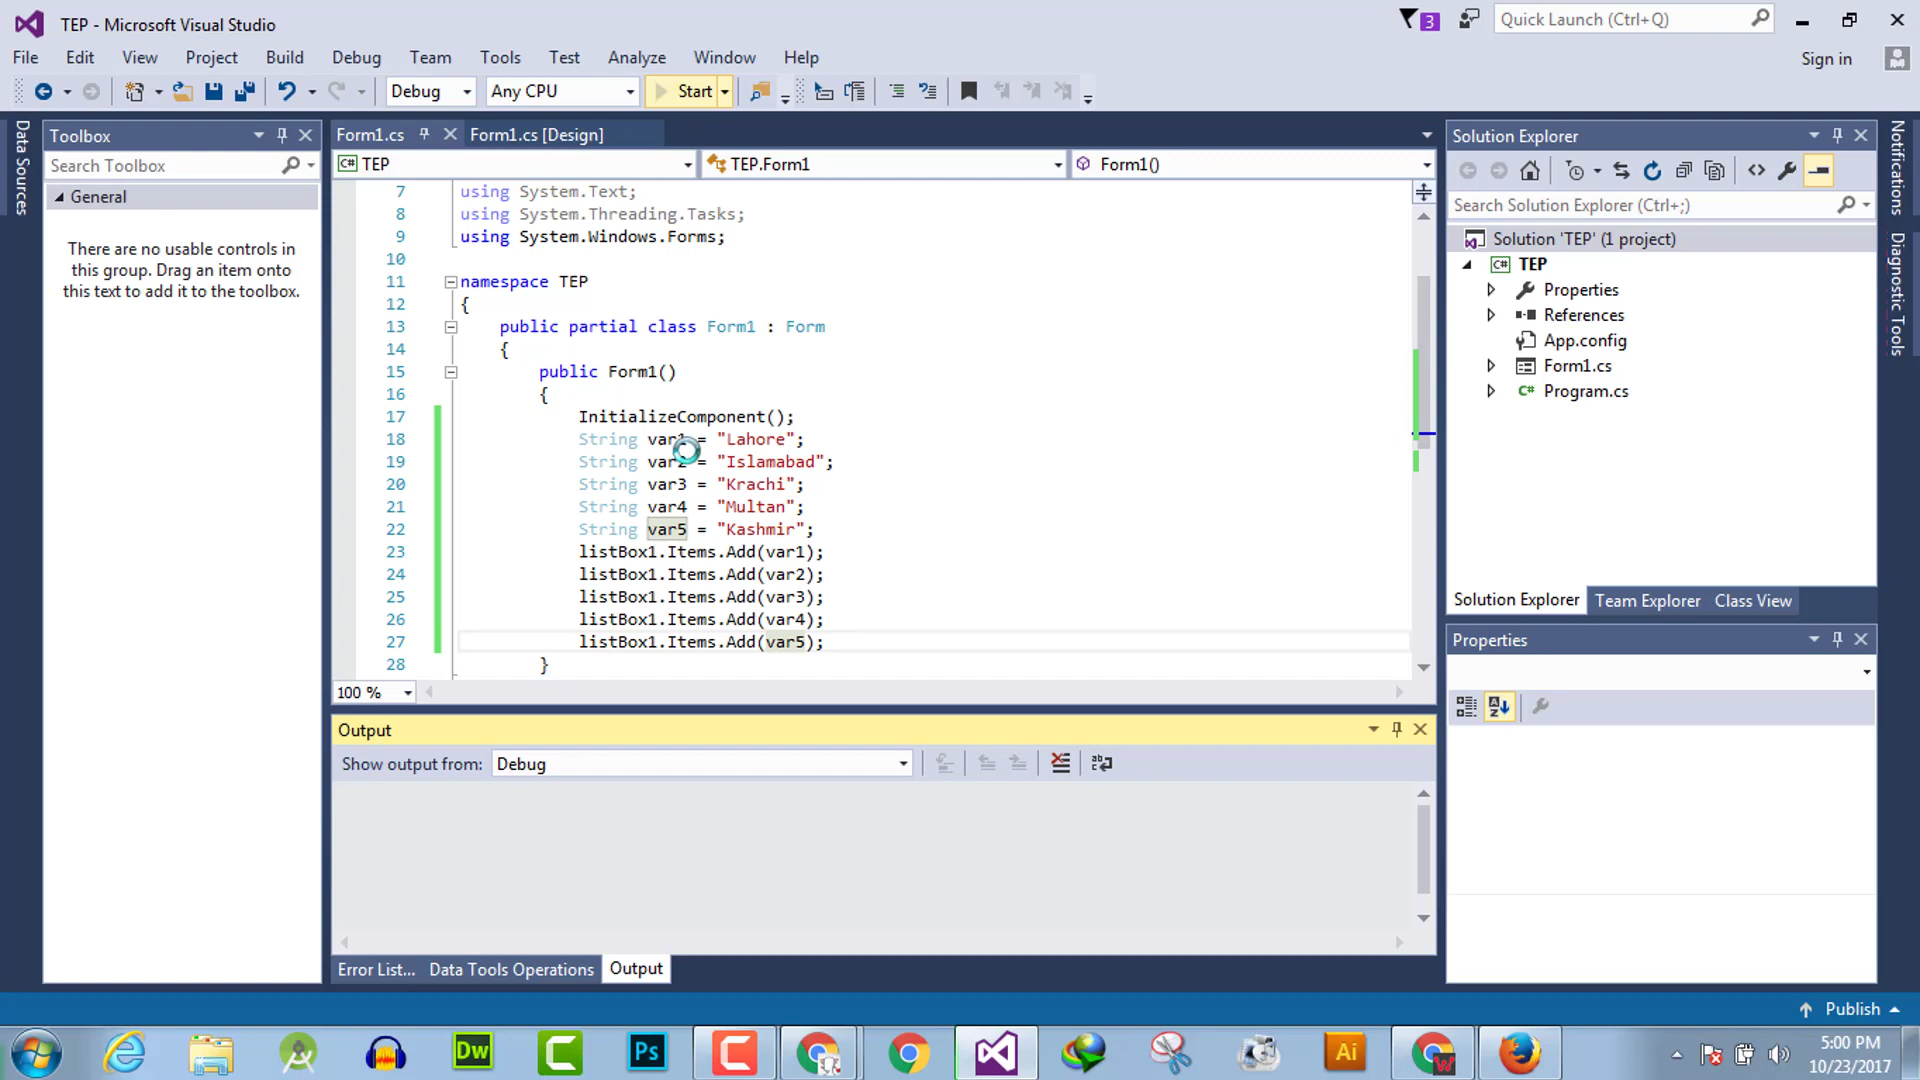 TEP - Microsoft Visual Studio
3
Quick Launch (Ctrl+Q)
File Edit View Project Build Debug Team Tools Test Analyze Window Help
Sign in
Debug Any CPU Start
Data Sources
Toolbox
Search Toolbox
General
There are no usable controls in
this group. Drag an item onto
this text to add it to the toolbox.
Form1.cs Form1.cs [Design]
C# TEP TEP.Form1 Form1()
7 using System.Text;
8 using System.Threading.Tasks;
9 using System.Windows.Forms;
10
11 namespace TEP
12 {
13 public partial class Form1 : Form
14 {
15 public Form1()
16 {
17 InitializeComponent();
18 String var1 = "Lahore";
19 String var2 = "Islamabad";
20 String var3 = "Krachi";
21 String var4 = "Multan";
22 String var5 = "Kashmir";
23 listBox1.Items.Add(var1);
24 listBox1.Items.Add(var2);
25 listBox1.Items.Add(var3);
26 listBox1.Items.Add(var4);
27 listBox1.Items.Add(var5);
28 }
100 %
Output
Show output from: Debug
Error List... Data Tools Operations Output
Solution Explorer
Search Solution Explorer (Ctrl+;)
Solution 'TEP' (1 project)
C# TEP
Properties
References
App.config
Form1.cs
C# Program.cs
Solution Explorer Team Explorer Class View
Properties
Notifications
Diagnostic Tools
Publish
Dw
Ps
Ai
W
5:00 PM
10/23/2017